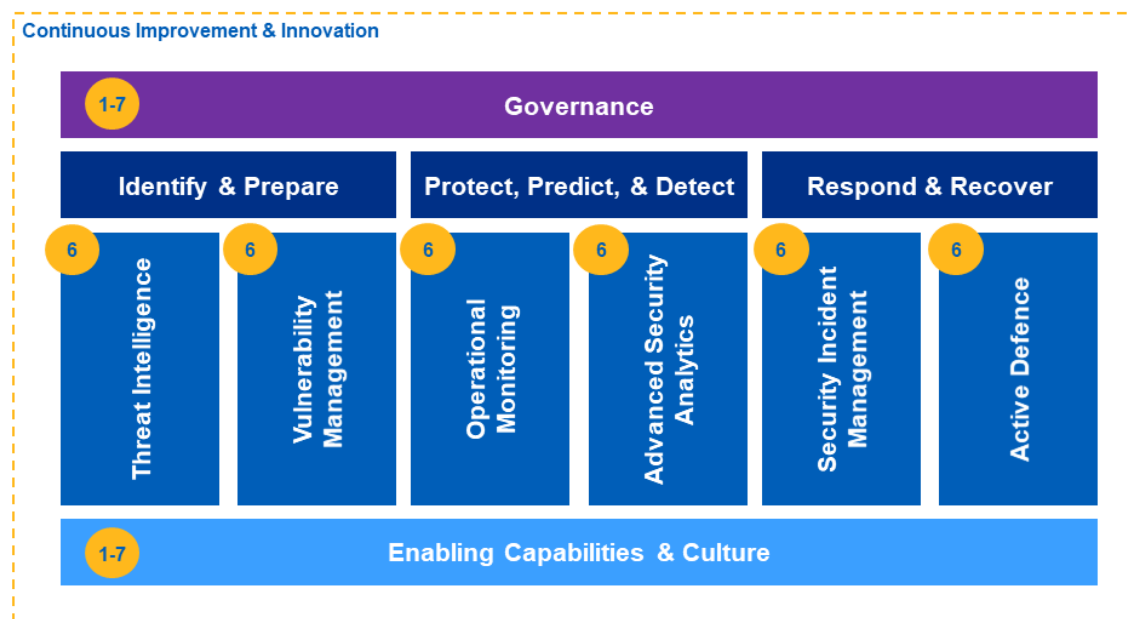 Continuous Improvement & Innovation
1-7
Governance
Identify & Prepare
Protect, Predict, & Detect
Respond & Recover
6
Threat Intelligence
6
Vulnerability
Management
6
Operational
Monitoring
6
Advanced Security
Analytics
6
Security Incident
Management
6
Active Defence
1-7
Enabling Capabilities & Culture